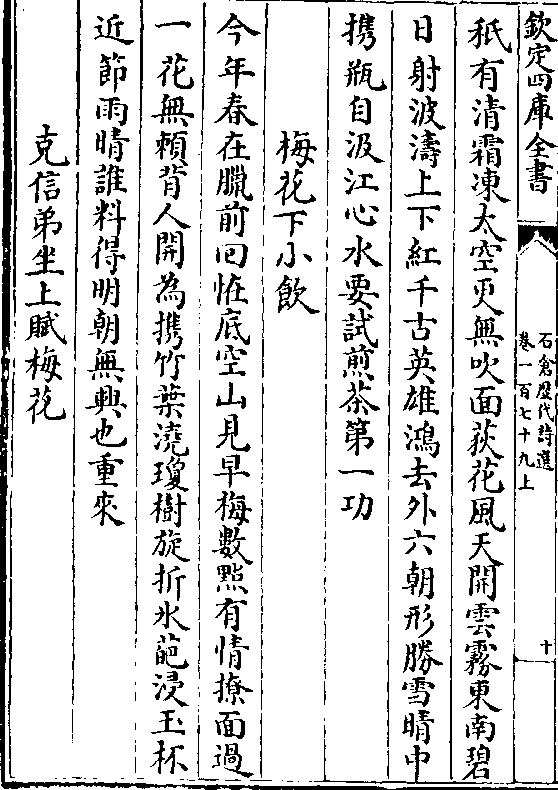 欽定四庫全書
石倉歴代詩選
卷一百七十九上
十
秖有清霜凍太空更無吹面荻花風天開雲霧東南碧
日射波濤上下紅千古英雄鴻去外六朝形勝雪晴中
携瓶自汲江心水要試煎茶第一功
梅花下小飲
今年春在臘前回恠底空山見早梅數點有情撩面過
一花無賴背人開為携竹葉澆瓊樹旋折氷葩浸玉杯
近節雨晴誰料得明朝無興也重來
克信弟坐上賦梅花